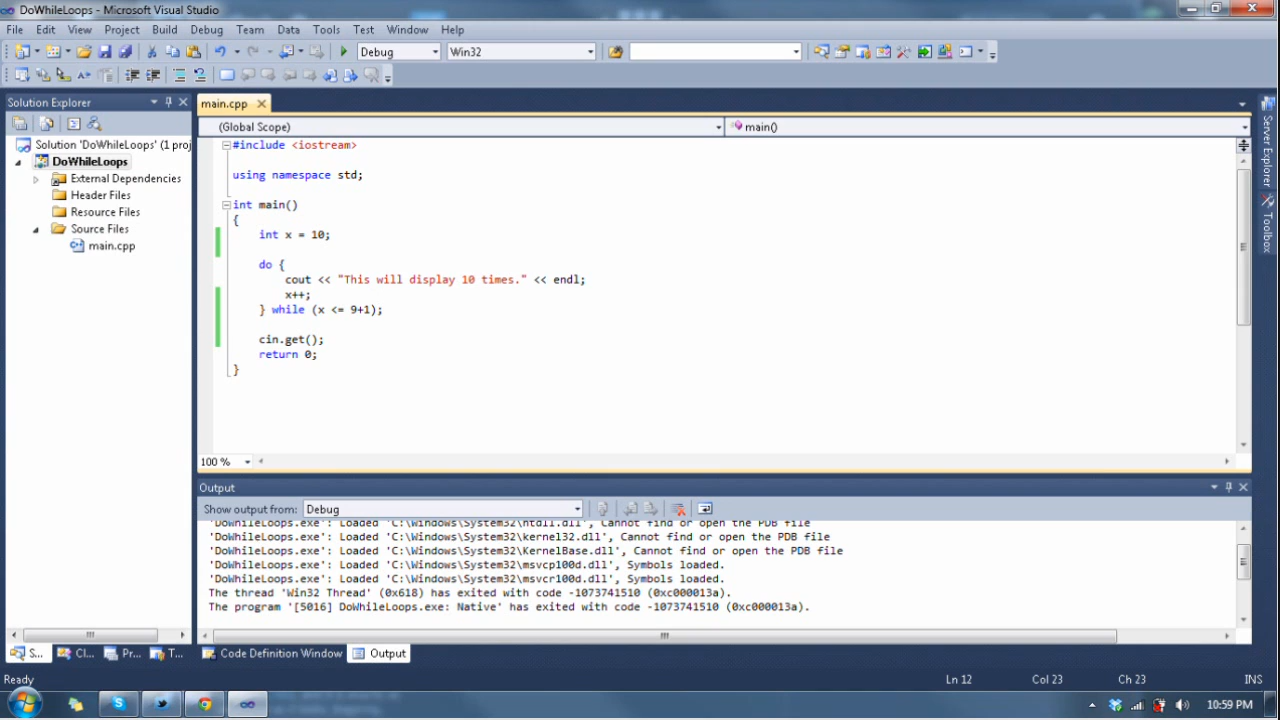 DoWhileLoops - Microsoft Visual Studio
File Edit View Project Build Debug Team Data Tools Test Window Help
Debug Win32
Solution Explorer
main.cpp
(Global Scope) main()
Solution 'DoWhileLoops' (1 proj
DoWhileLoops
External Dependencies
Header Files
Resource Files
Source Files
main.cpp
#include <iostream>
using namespace std;
int main()
{
int x = 10;
do {
cout << "This will display 10 times." << endl;
x++;
} while (x <= 9+1);
cin.get();
return 0;
}
100 %
Output
Show output from: Debug
'DoWhileLoops.exe': Loaded 'C:\Windows\System32\ntdll.dll', Cannot find or open the PDB file
'DoWhileLoops.exe': Loaded 'C:\Windows\System32\kernel32.dll', Cannot find or open the PDB file
'DoWhileLoops.exe': Loaded 'C:\Windows\System32\KernelBase.dll', Cannot find or open the PDB file
'DoWhileLoops.exe': Loaded 'C:\Windows\System32\msvcp100d.dll', Symbols loaded.
'DoWhileLoops.exe': Loaded 'C:\Windows\System32\msvcr100d.dll', Symbols loaded.
The thread 'Win32 Thread' (0x618) has exited with code -1073741510 (0xc000013a).
The program '[5016] DoWhileLoops.exe: Native' has exited with code -1073741510 (0xc000013a).
S... Cl... Pr... T... Code Definition Window Output
Server Explorer
Toolbox
Ready Ln 12 Col 23 Ch 23 INS
10:59 PM